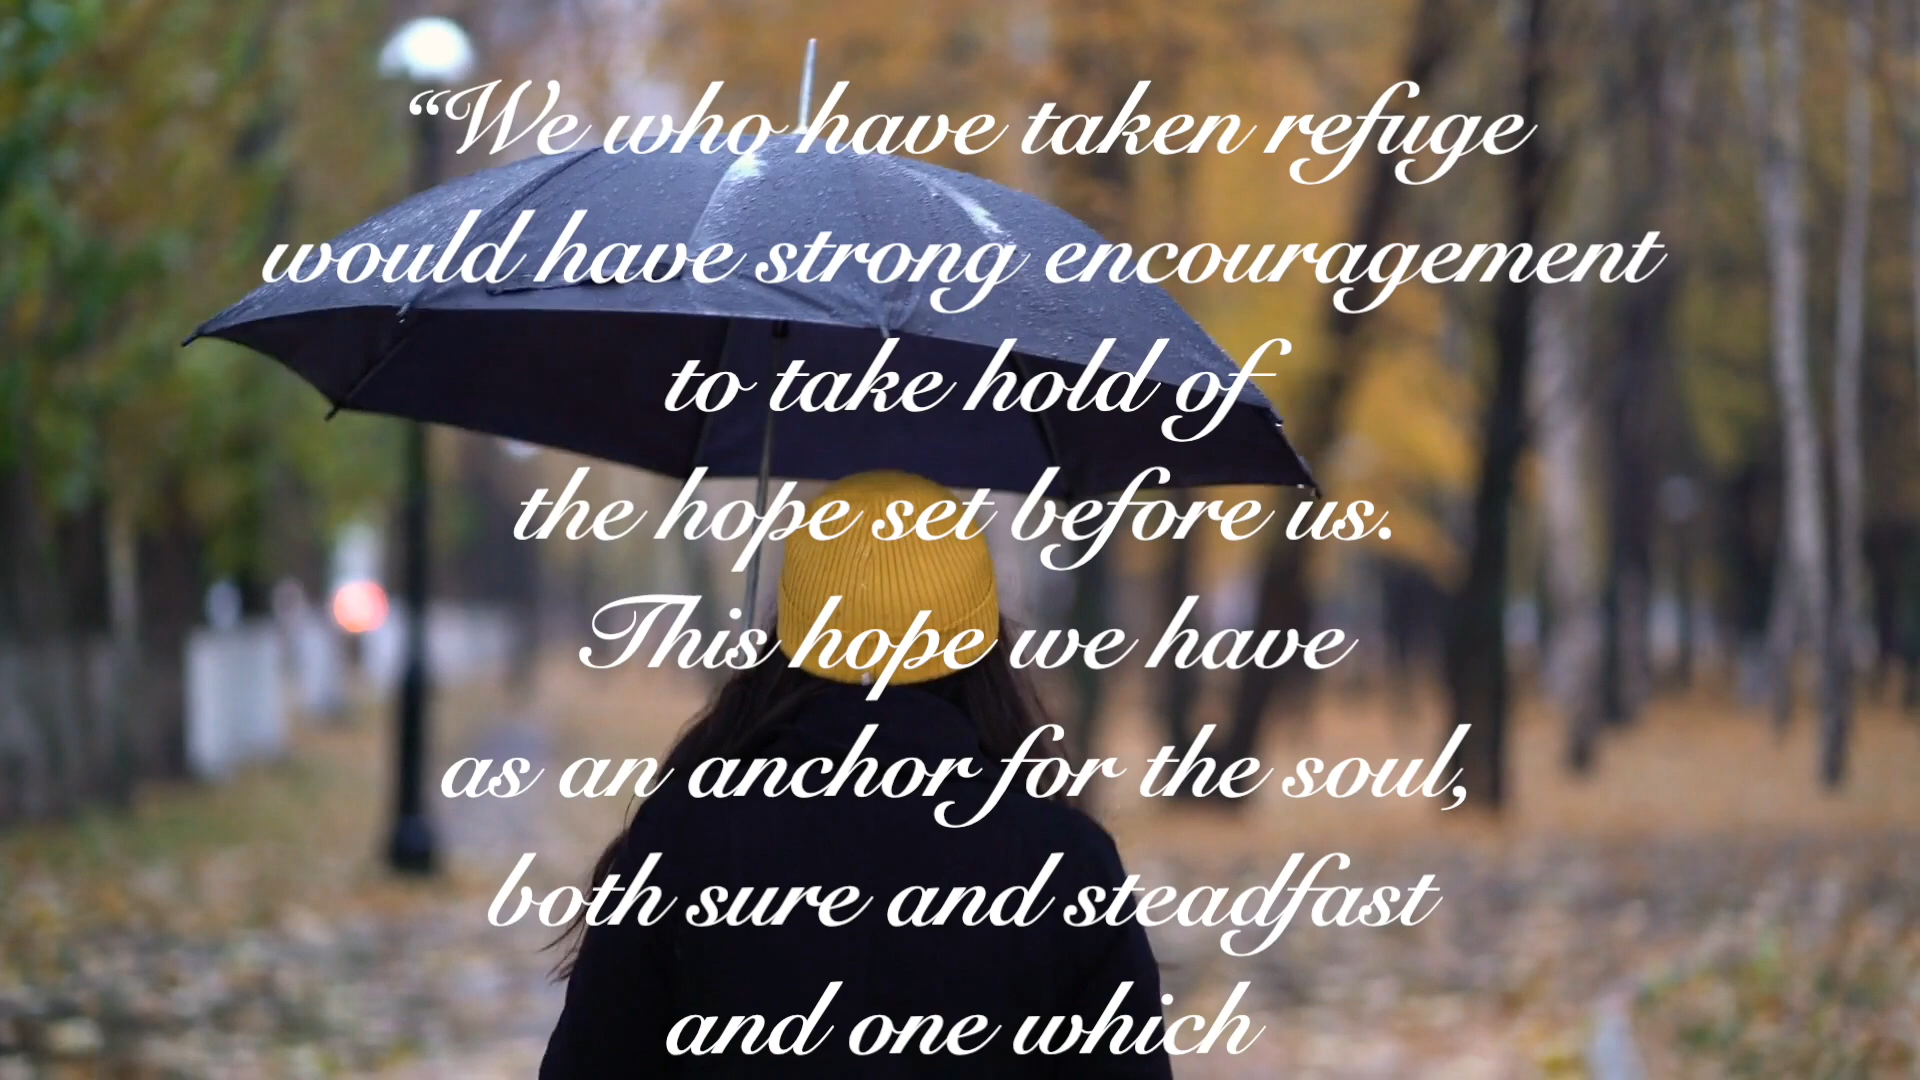 “We who have taken refuge
would have strong encouragement
to take hold of
the hope set before us.
This hope we have
as an anchor for the soul,
both sure and steadfast
and one which